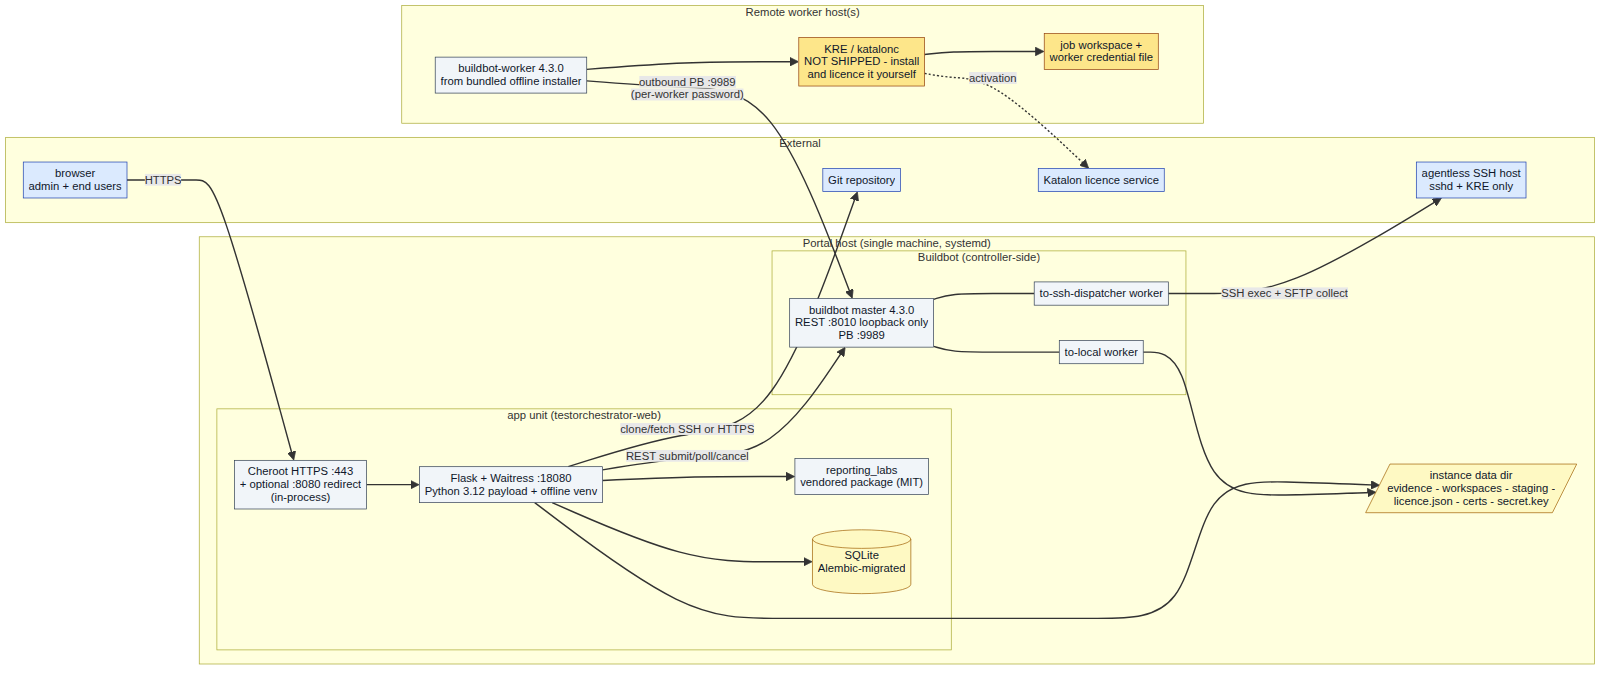 Remote worker host(s)
buildbot-worker 4.3.0
from bundled offline installer
KRE / katalonc
NOT SHIPPED - install
and licence it yourself
job workspace +
worker credential file
outbound PB :9989
(per-worker password)
activation
External
browser
admin + end users
HTTPS
Git repository
Katalon licence service
agentless SSH host
sshd + KRE only
Portal host (single machine, systemd)
Buildbot (controller-side)
buildbot master 4.3.0
REST :8010 loopback only
PB :9989
to-ssh-dispatcher worker
SSH exec + SFTP collect
to-local worker
app unit (testorchestrator-web)
clone/fetch SSH or HTTPS
REST submit/poll/cancel
Cheroot HTTPS :443
+ optional :8080 redirect
(in-process)
Flask + Waitress :18080
Python 3.12 payload + offline venv
reporting_labs
vendored package (MIT)
SQLite
Alembic-migrated
instance data dir
evidence - workspaces - staging -
licence.json - certs - secret.key